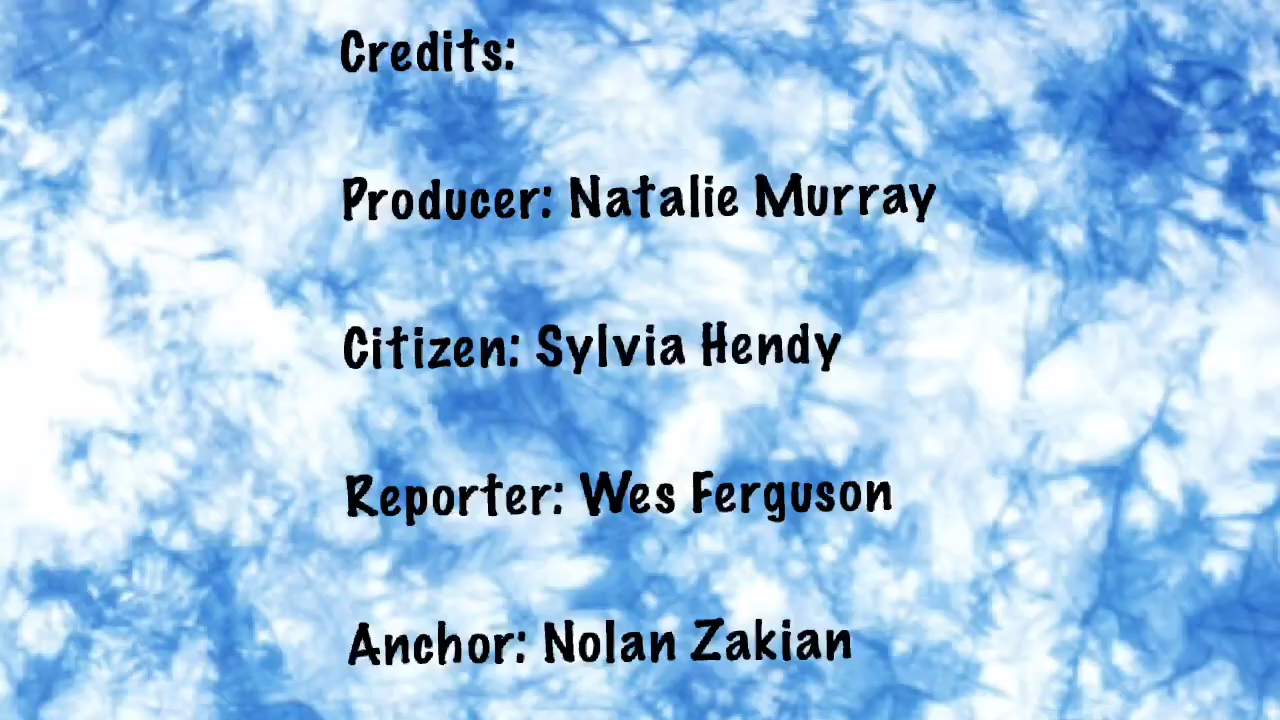 Credits:
Producer: Natalie Murray
Citizen: Sylvia Hendy
Reporter: Wes Ferguson
Anchor: Nolan Zakian